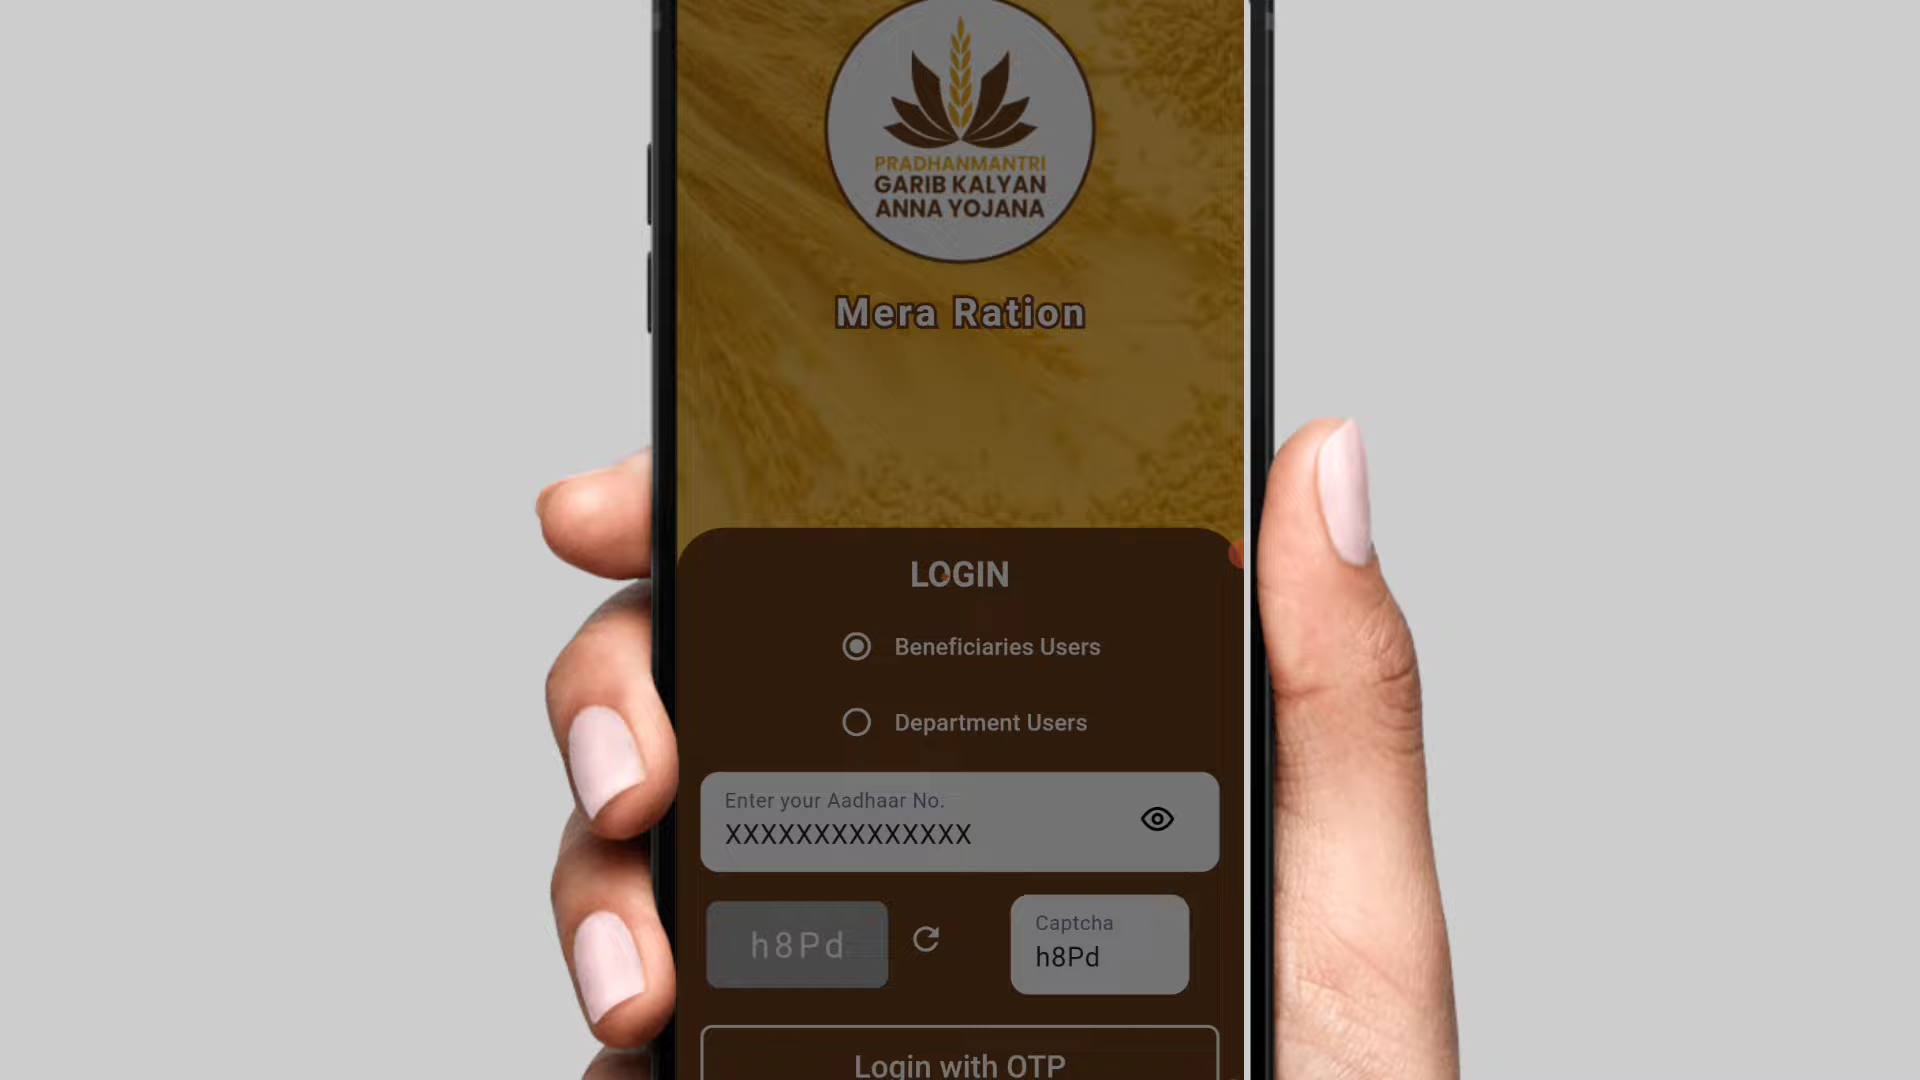 PRADHANMANTRI
GARIB KALYAN
ANNA YOJANA
Mera Ration
LOGIN
Beneficiaries Users
Department Users
Enter your Aadhaar No.
XXXXXXXXXXXXXX
h8Pd
Captcha
h8Pd
Login with OTP